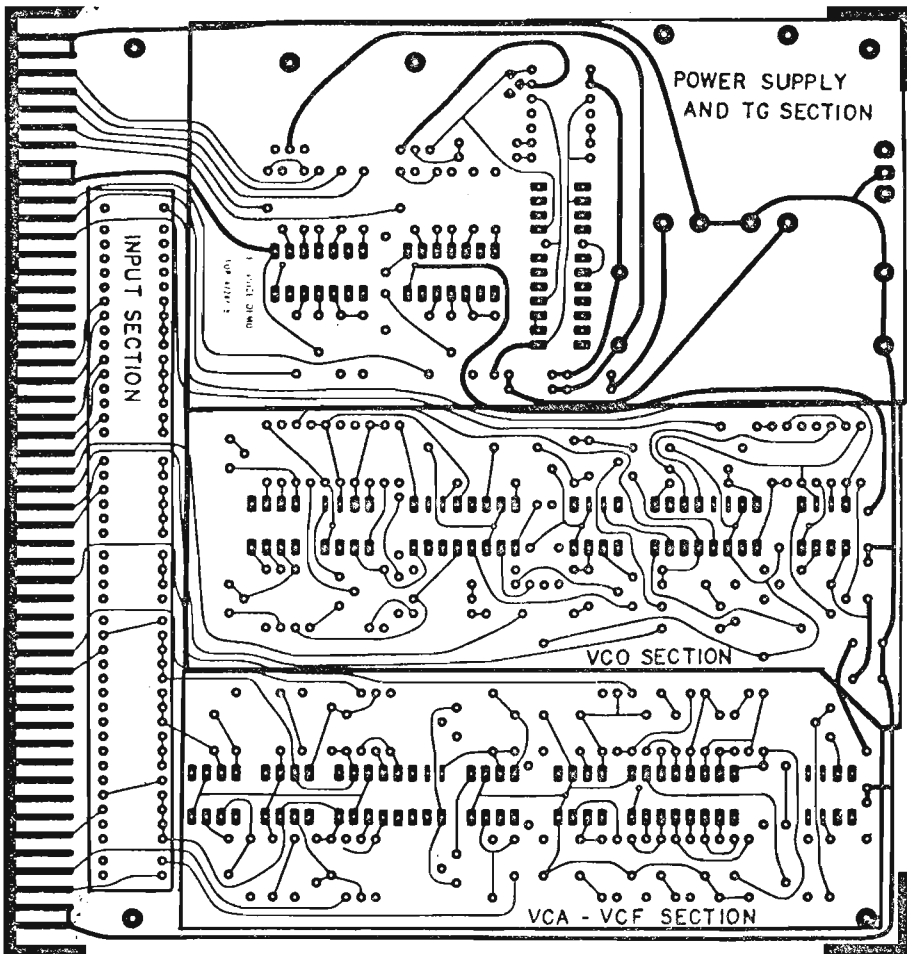 POWER SUPPLY
AND TG SECTION
INPUT SECTION
VCO SECTION
VCA - VCF SECTION